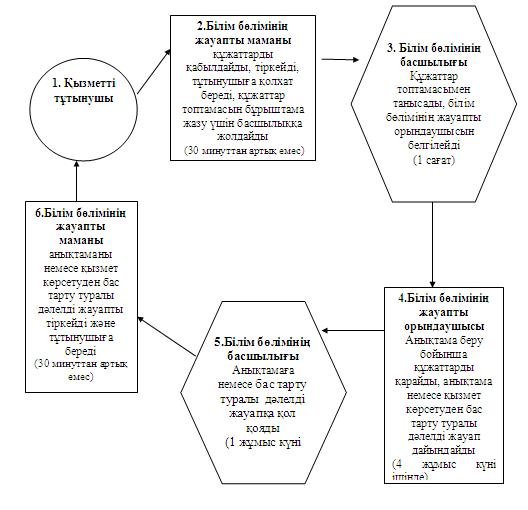 1. Қызметті
тұтынушы
2.Білім бөлімінің
жауапты маманы
құжаттарды
қабылдайды, тіркейді,
тұтынушыға қолхат
береді, құжаттар
топтамасын бұрыштама
жазу үшін басшылыққа
жолдайды
(30 минуттан артық емес)
3. Білім бөлімінің
басшылығы
Құжаттар
топтамасымен
танысады, білім
бөлімінің жауапты
орындаушысын
белгілейді
(1 сағат)
4.Білім бөлімінің
жауапты
орындаушысы
Анықтама беру
бойынша
құжаттарды
қарайды, анықтама
немесе қызмет
көрсетуден бас
тарту туралы
дәлелді жауап
дайындайды
(4 жұмыс күні
ішінде)
5.Білім бөлімінің
басшылығы
Анықтамаға
немесе бас тарту
туралы дәлелді
жауапқа қол
қояды
(1 жұмыс күні
6.Білім бөлімінің
жауапты
маманы
анықтаманы
немесе қызмет
көрсетуден бас
тарту туралы
дәлелді жауапты
тіркейді және
тұтынушыға
береді
(30 минуттан артық
емес)